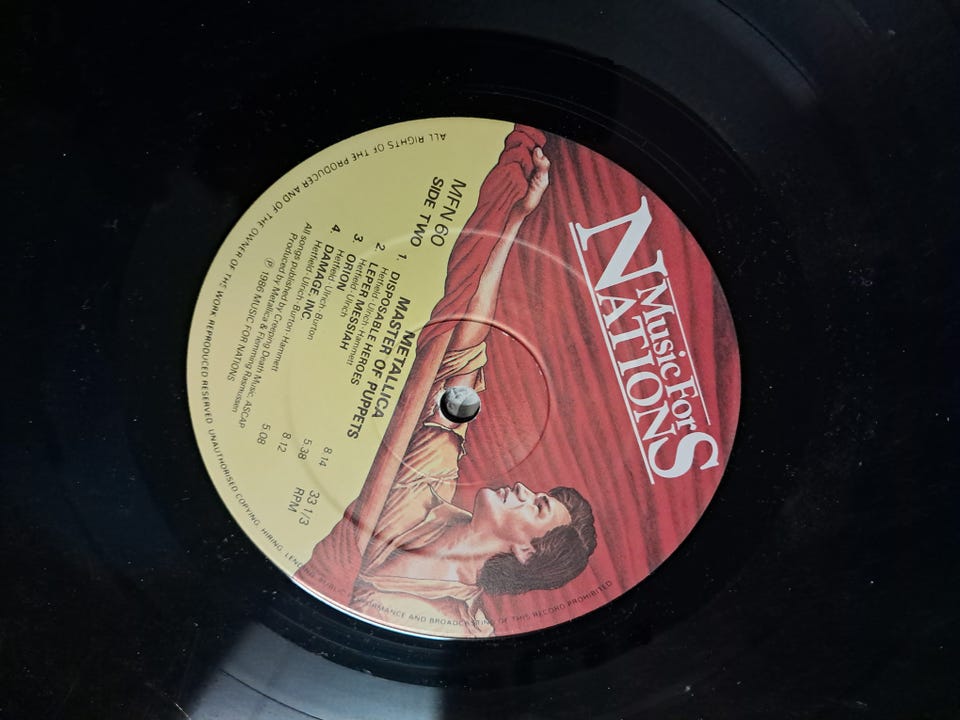 Music For
NATIONS
MFN 60
SIDE TWO
METALLICA
MASTER OF PUPPETS
33 1/3
RPM
1. DISPOSABLE HEROES 8.14
Hetfield·Ulrich·Hammett
2. LEPER MESSIAH 5.38
Hetfield·Ulrich
3. ORION 8.12
Hetfield·Ulrich·Burton·Hammett
4. DAMAGE, INC. 5.08
All songs published by Creeping Death Music, ASCAP
Produced by Metallica & Flemming Rasmussen
℗ 1986 MUSIC FOR NATIONS
ALL RIGHTS OF THE PRODUCER AND OF THE OWNER OF THE WORK REPRODUCED RESERVED. UNAUTHORISED COPYING, HIRING, LENDING, PUBLIC PERFORMANCE AND BROADCASTING OF THIS RECORD PROHIBITED